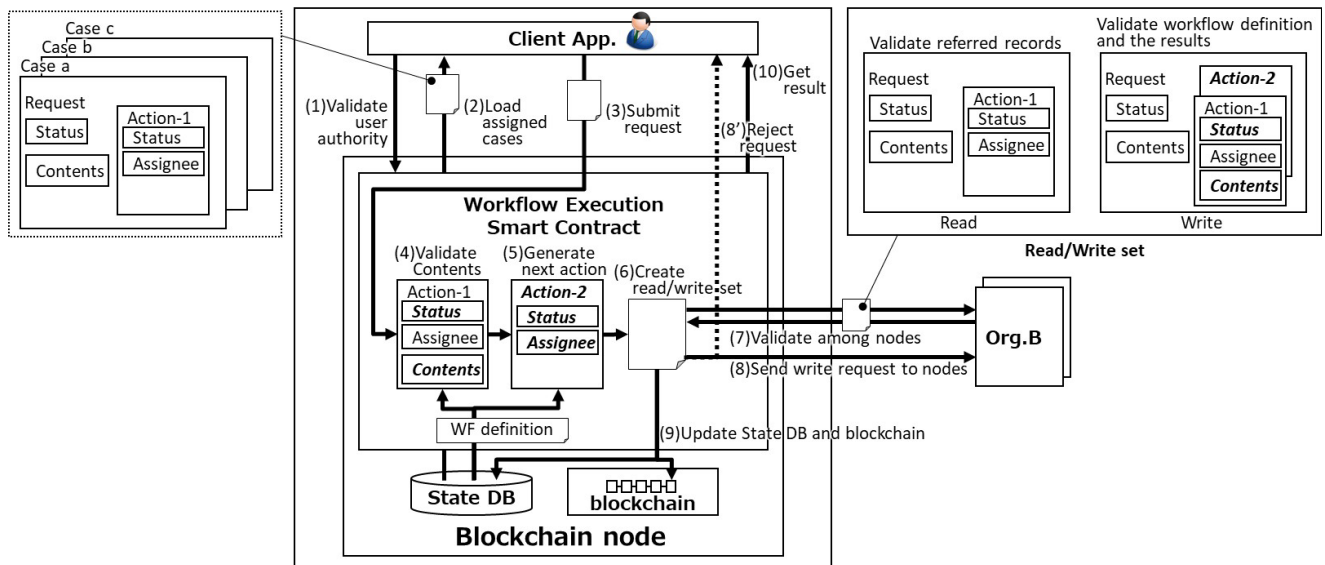 Case c
Case b
Case a
Request
Status
Contents
Action-1
Status
Assignee
Client App.
(1)Validate
user
authority
(2)Load
assigned
cases
(3)Submit
request
(8')Reject
request
(10)Get
result
Workflow Execution
Smart Contract
(4)Validate
Contents
Action-1
Status
Assignee
Contents
(5)Generate
next action
Action-2
Status
Assignee
(6)Create
read/write set
WF definition
(7)Validate among nodes
(8)Send write request to nodes
Org.B
(9)Update State DB and blockchain
State DB
blockchain
Blockchain node
Validate referred records
Request
Status
Contents
Action-1
Status
Assignee
Read
Validate workflow definition
and the results
Request
Status
Contents
Action-2
Action-1
Status
Assignee
Contents
Write
Read/Write set